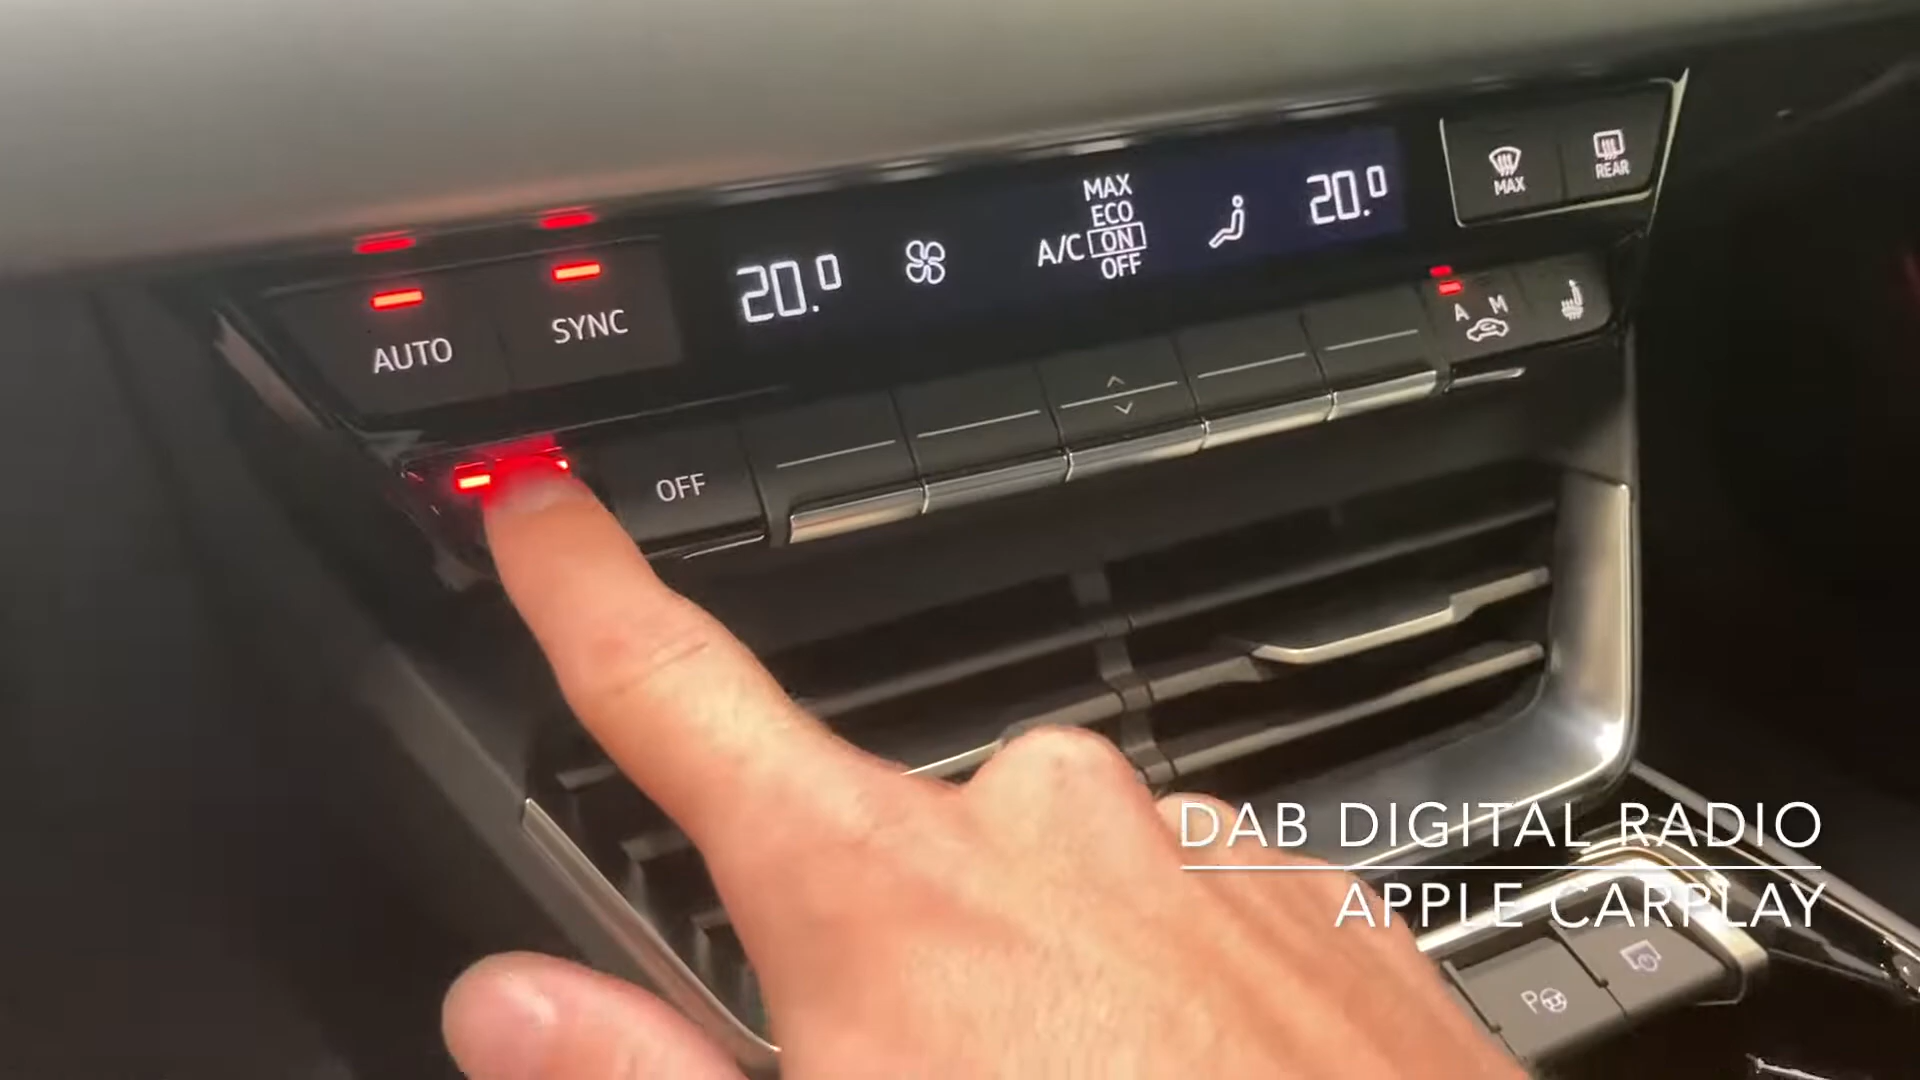 MAX
REAR
MAX
ECO
A/C ON
OFF
20.0
20.0
AUTO
SYNC
A M
OFF
DAB DIGITAL RADIO
APPLE CARPLAY
P